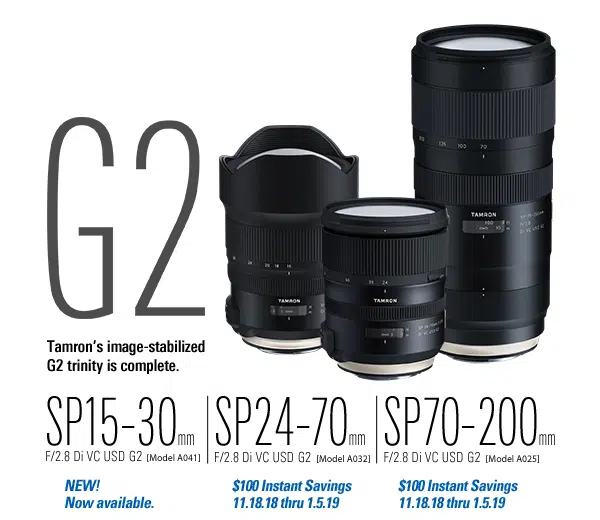 G2
Tamron's image-stabilized
G2 trinity is complete.
TAMRON
TAMRON
TAMRON
SP15-30mm
F/2.8 Di VC USD G2 [Model A041]
SP24-70mm
F/2.8 Di VC USD G2 [Model A032]
SP70-200mm
F/2.8 Di VC USD G2 [Model A025]
NEW!
Now available.
$100 Instant Savings
11.18.18 thru 1.5.19
$100 Instant Savings
11.18.18 thru 1.5.19